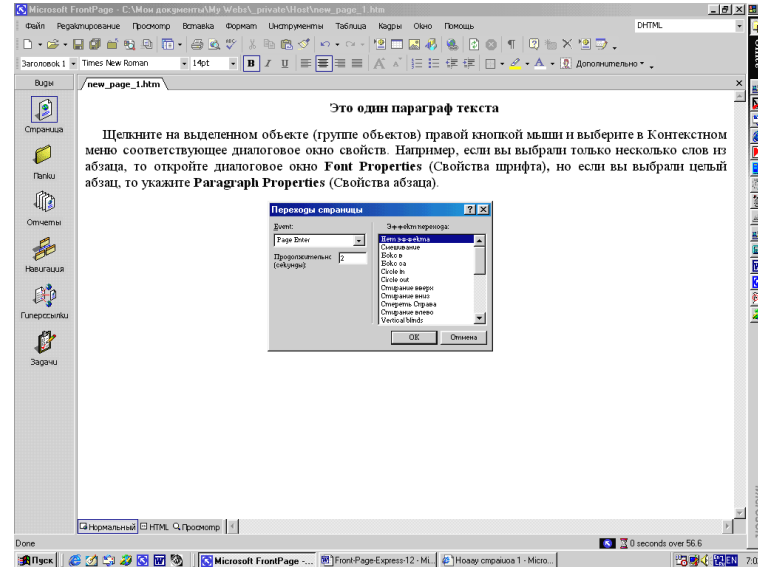 Microsoft FrontPage - C:\Мои документы\My Webs\_private\Host\new_page_1.htm
Файл Редактирование Просмотр Вставка Формат Инструменты Таблица Кадры Окно Помощь DHTML
Заголовок 1 Times New Roman 14pt B I U Дополнительно
Виды /new_page_1.htm\
Страница
Папки
Отчеты
Навигация
Гиперссылки
Задачи
Это один параграф текста
Щелкните на выделенном объекте (группе объектов) правой кнопкой мыши и выберите в Контекстном
меню соответствующее диалоговое окно свойств. Например, если вы выбрали только несколько слов из
абзаца, то откройте диалоговое окно Font Properties (Свойства шрифта), но если вы выбрали целый
абзац, то укажите Paragraph Properties (Свойства абзаца).
Переходы страницы
Event:
Page Enter
Продолжительнс 2
(секунды):
Эффект перехода:
Нет эффекта
Смешивание
Boko в
Boko оа
Circle in
Circle out
Стирание вверх
Стирание вниз
Стереть Справа
Стирание влево
Vertical blinds
OK Отмена
Нормальный HTML Просмотр
Done 0 seconds over 56.6
Пуск Microsoft FrontPage -... Front-Page-Express-12 - Mi... Micro... EN 7:0